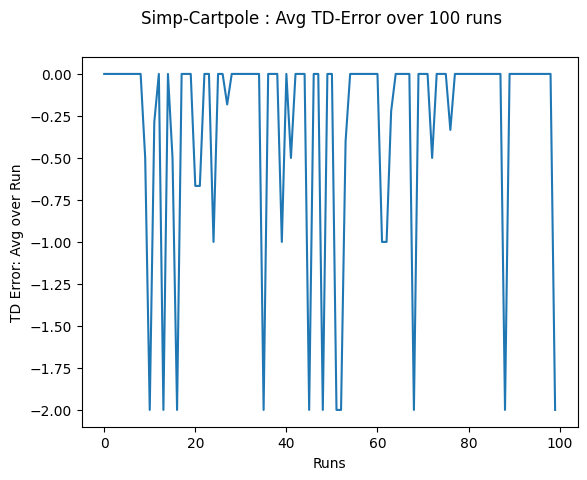 Simp-Cartpole : Avg TD-Error over 100 runs
0.00
−0.25
−0.50
−0.75
−1.00
−1.25
−1.50
−1.75
−2.00
TD Error: Avg over Run
0 20 40 60 80 100
Runs